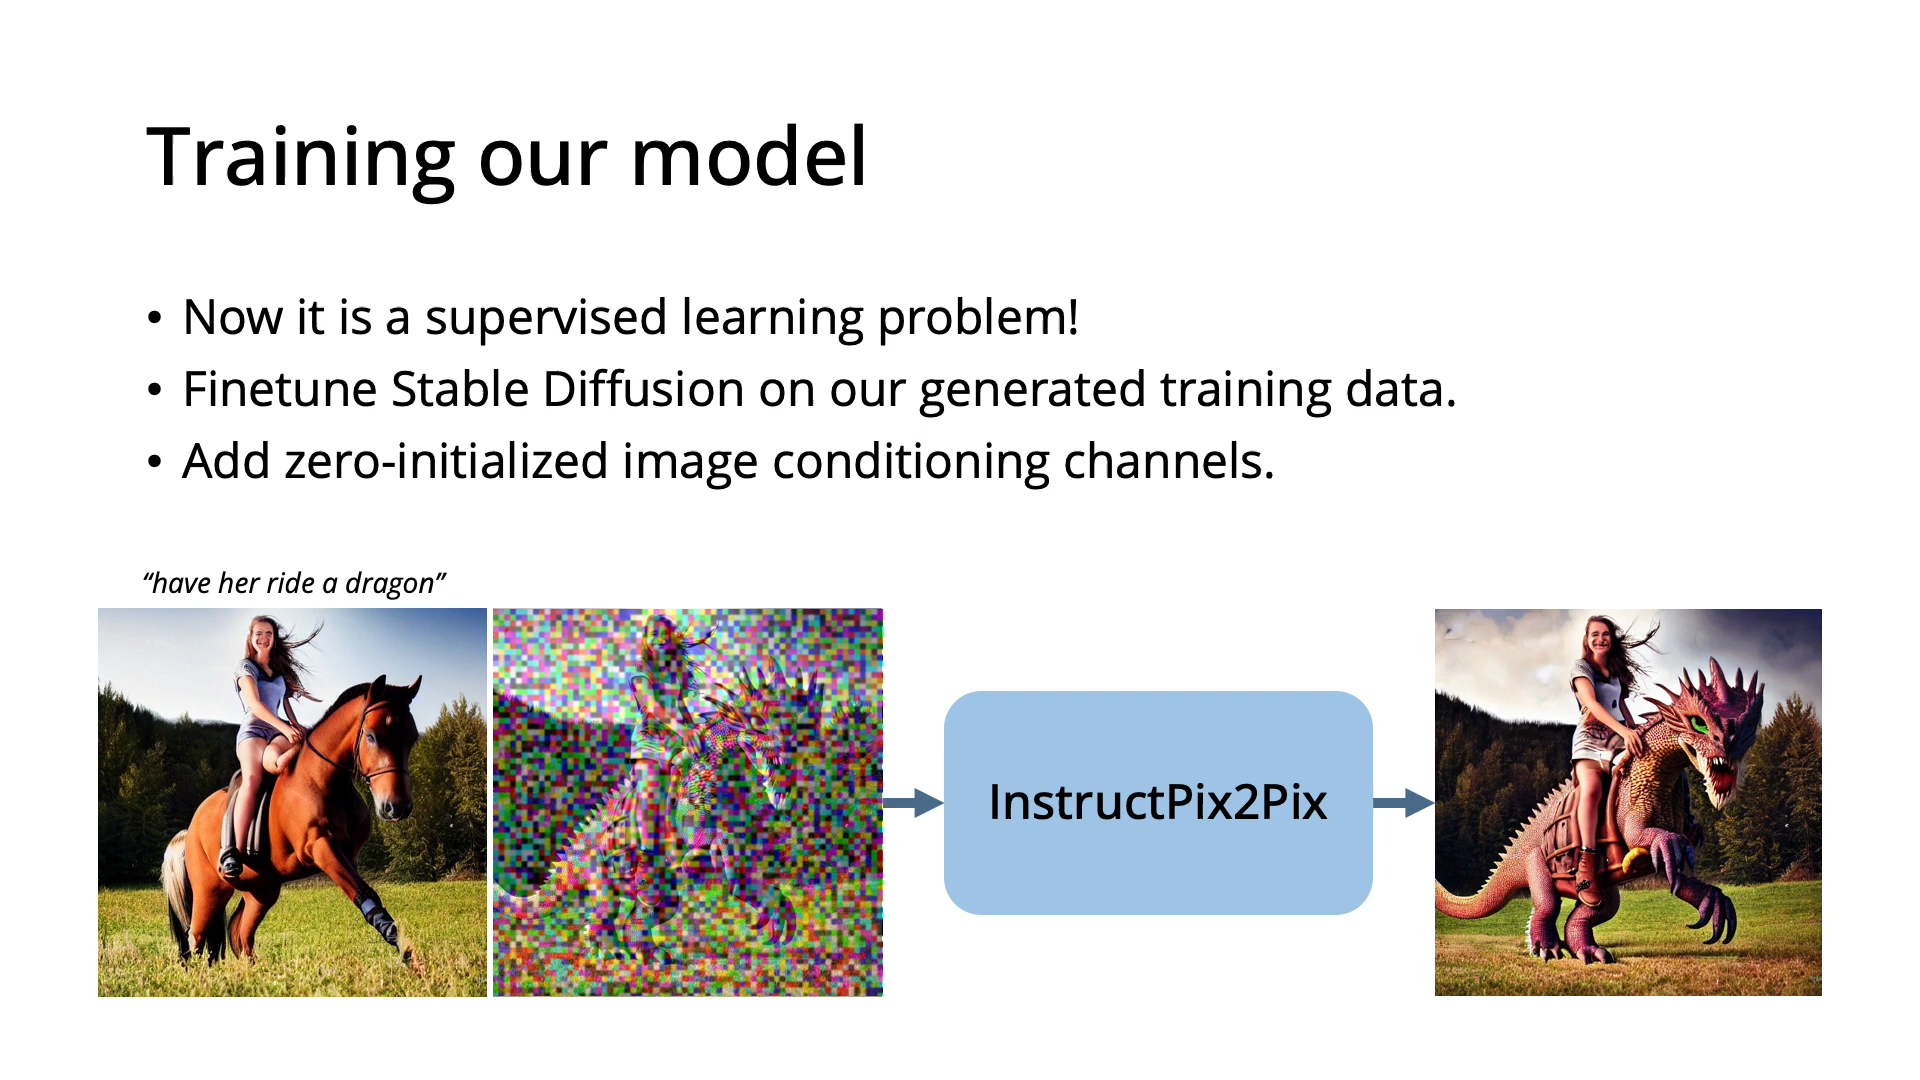 Training our model
• Now it is a supervised learning problem!
• Finetune Stable Diffusion on our generated training data.
• Add zero-initialized image conditioning channels.
“have her ride a dragon”
InstructPix2Pix